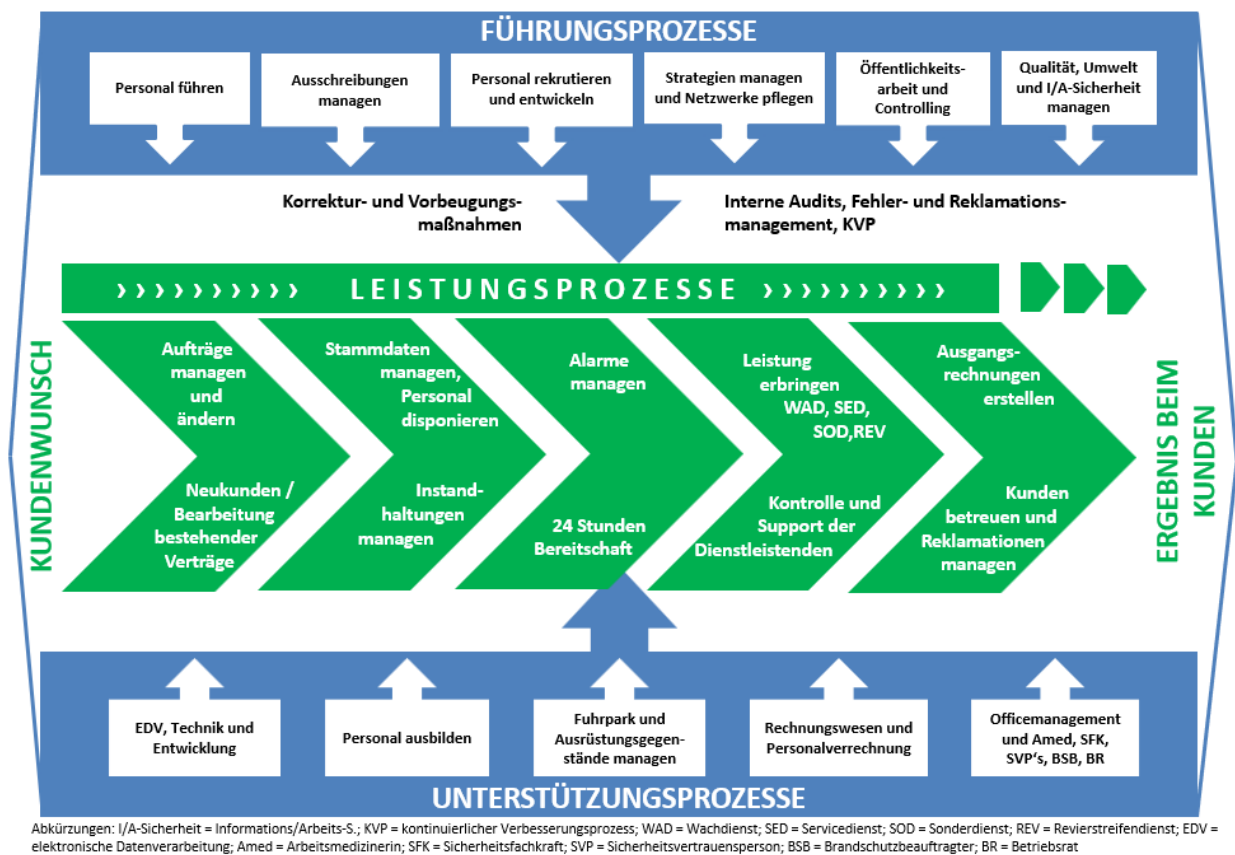 FÜHRUNGSPROZESSE
Personal führen
Ausschreibungen
managen
Personal rekrutieren
und entwickeln
Strategien managen
und Netzwerke pflegen
Öffentlichkeits-
arbeit und
Controlling
Qualität, Umwelt
und I/A-Sicherheit
managen
Korrektur- und Vorbeugungs-
maßnahmen
Interne Audits, Fehler- und Reklamations-
management, KVP
KUNDENWUNSCH
››››››››››› LEISTUNGSPROZESSE ›››››››››››
Aufträge
managen
und
ändern
Neukunden /
Bearbeitung
bestehender
Verträge
Stammdaten
managen,
Personal
disponieren
Instand-
haltungen
managen
Alarme
managen
24 Stunden
Bereitschaft
Leistung
erbringen
WAD, SED,
SOD,REV
Kontrolle und
Support der
Dienstleistenden
Ausgangs-
rechnungen
erstellen
Kunden
betreuen und
Reklamationen
managen
ERGEBNIS BEIM
KUNDEN
EDV, Technik und
Entwicklung
Personal ausbilden
Fuhrpark und
Ausrüstungsgegen-
stände managen
Rechnungswesen und
Personalverrechnung
Officemanagement
und Amed, SFK,
SVP‘s, BSB, BR
UNTERSTÜTZUNGSPROZESSE
Abkürzungen: I/A-Sicherheit = Informations/Arbeits-S.; KVP = kontinuierlicher Verbesserungsprozess; WAD = Wachdienst; SED = Servicedienst; SOD = Sonderdienst; REV = Revierstreifendienst; EDV =
elektronische Datenverarbeitung; Amed = Arbeitsmedizinerin; SFK = Sicherheitsfachkraft; SVP = Sicherheitsvertrauensperson; BSB = Brandschutzbeauftragter; BR = Betriebsrat